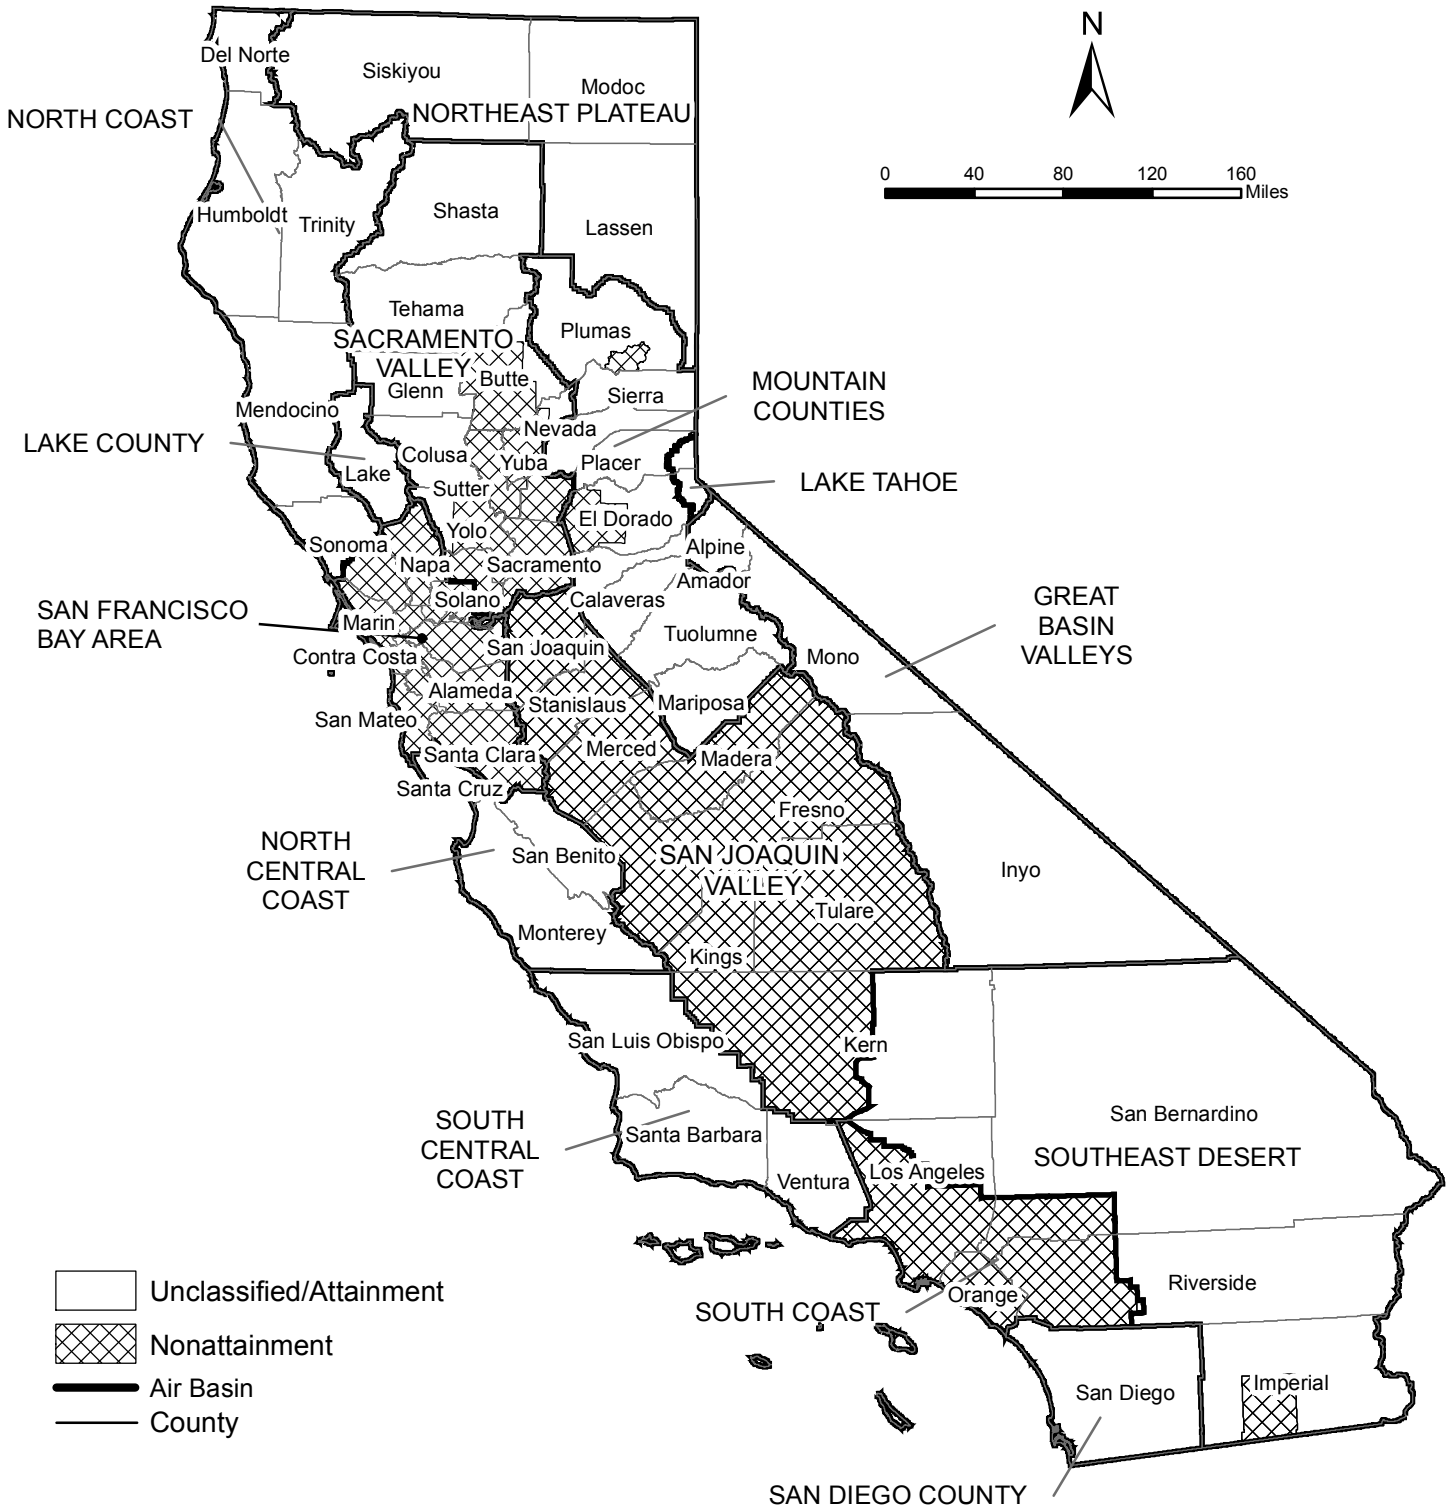 N
Del Norte
Siskiyou
Modoc
NORTH COAST
NORTHEAST PLATEAU
0 40 80 120 160
Miles
Humboldt
Trinity
Shasta
Lassen
Tehama
Plumas
SACRAMENTO
VALLEY
Glenn
Butte
Sierra
MOUNTAIN
COUNTIES
Mendocino
Nevada
LAKE COUNTY
Lake
Colusa
Yuba
Placer
LAKE TAHOE
Sutter
El Dorado
Yolo
Sonoma
Napa
Sacramento
Alpine
Amador
Solano
Calaveras
GREAT
BASIN
VALLEYS
SAN FRANCISCO
BAY AREA
Marin
Tuolumne
Contra Costa
San Joaquin
Mono
Alameda
Stanislaus
Mariposa
San Mateo
Santa Clara
Merced
Madera
Santa Cruz
Fresno
NORTH
CENTRAL
COAST
San Benito
SAN JOAQUIN
VALLEY
Inyo
Tulare
Monterey
Kings
San Luis Obispo
Kern
SOUTH
CENTRAL
COAST
Santa Barbara
San Bernardino
SOUTHEAST DESERT
Ventura
Los Angeles
Riverside
Orange
SOUTH COAST
Imperial
San Diego
SAN DIEGO COUNTY
Unclassified/Attainment
Nonattainment
Air Basin
County